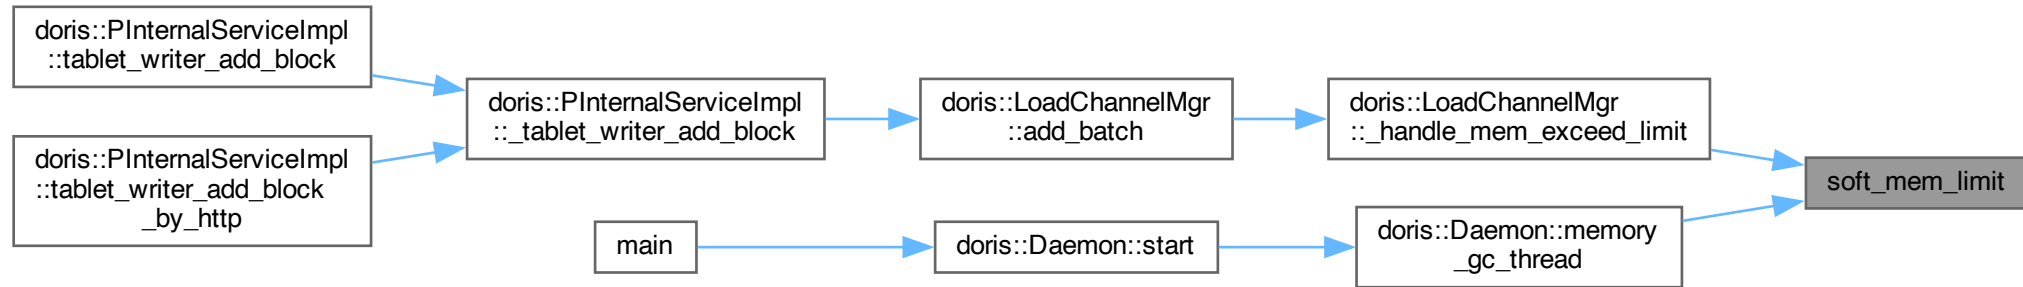 doris::PInternalServiceImpl
::tablet_writer_add_block
doris::PInternalServiceImpl
::tablet_writer_add_block
_by_http
doris::PInternalServiceImpl
::_tablet_writer_add_block
doris::LoadChannelMgr
::add_batch
doris::LoadChannelMgr
::_handle_mem_exceed_limit
soft_mem_limit
main
doris::Daemon::start
doris::Daemon::memory
_gc_thread